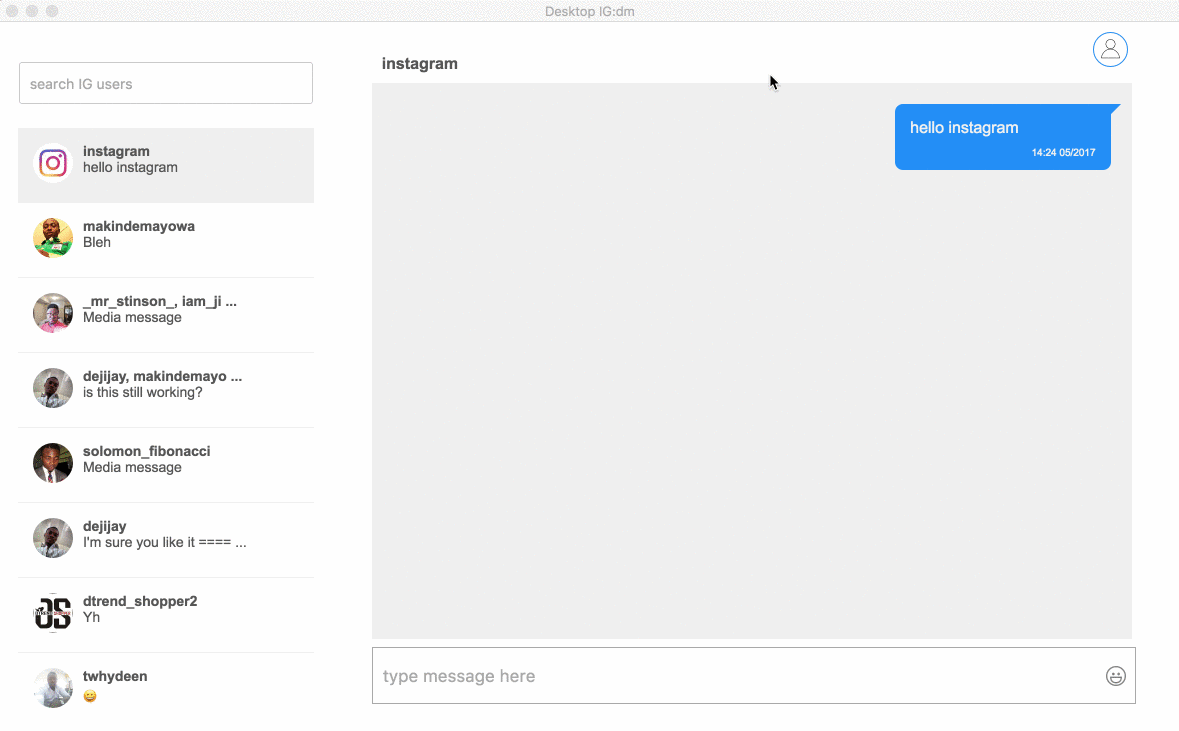 Desktop IG:dm
search IG users
instagram
hello instagram
makindemayowa
Bleh
_mr_stinson_, iam_ji ...
Media message
dejijay, makindemayo ...
is this still working?
solomon_fibonacci
Media message
dejijay
I'm sure you like it ==== ...
dtrend_shopper2
Yh
twhydeen
😀
instagram
hello instagram
14:24 05/2017
type message here